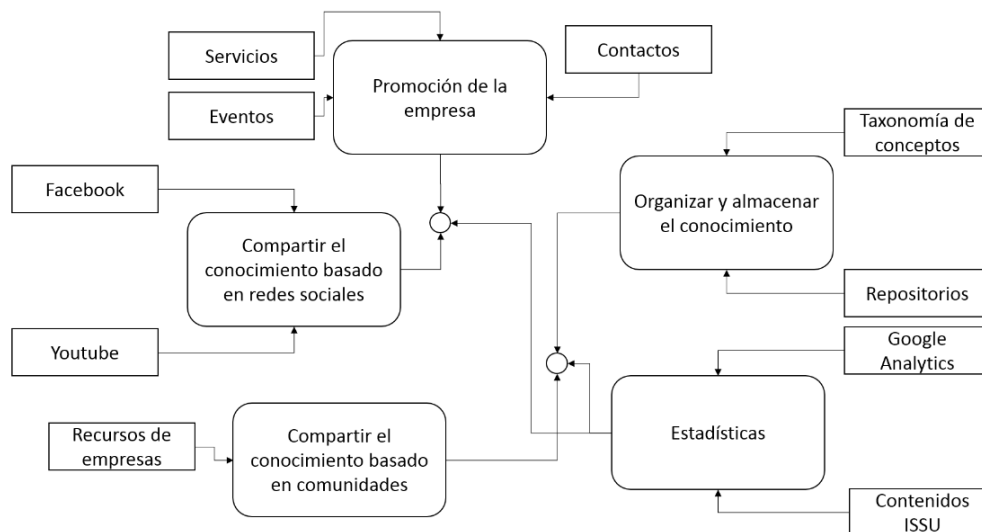 Servicios
Contactos
Promoción de la
empresa
Eventos
Taxonomía de
conceptos
Facebook
Organizar y almacenar
el conocimiento
Compartir el
conocimiento basado
en redes sociales
Repositorios
Youtube
Google
Analytics
Recursos de
empresas
Compartir el
conocimiento basado
en comunidades
Estadísticas
Contenidos
ISSU